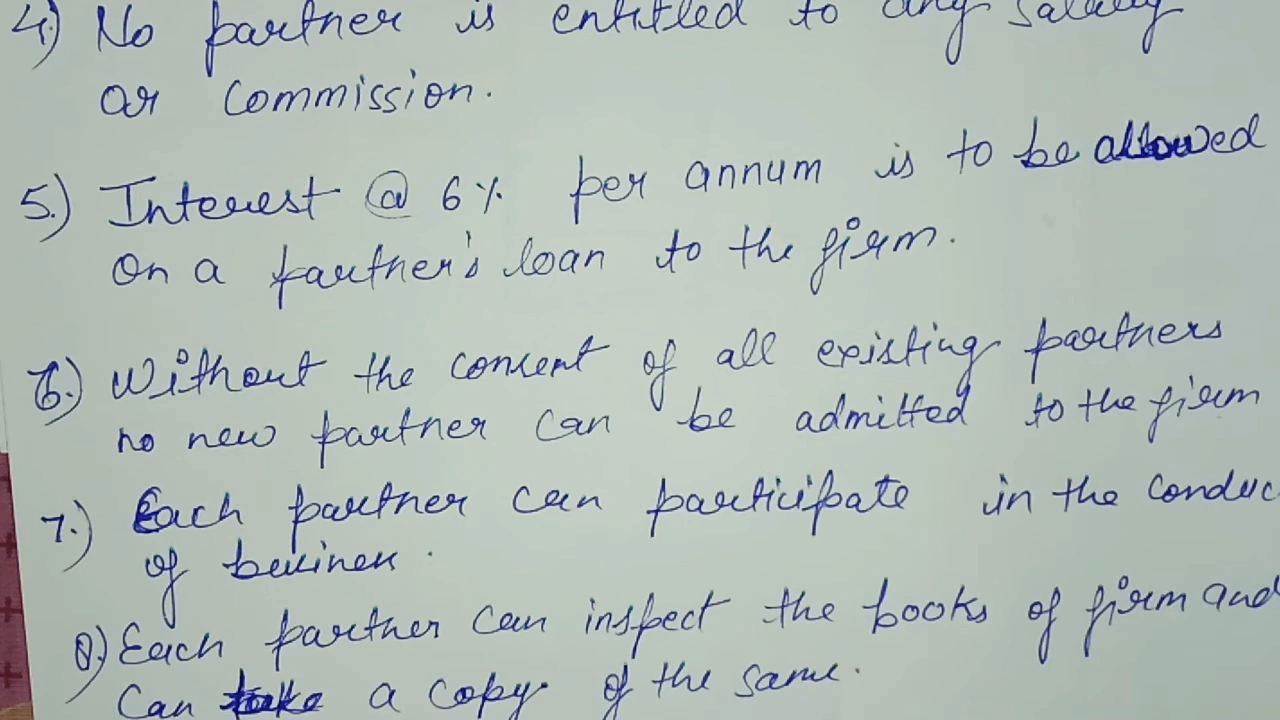 4.) No partner is entitled to any salary
or commission.
5.) Interest @ 6% per annum is to be allowed
on a partner's loan to the firm.
6.) Without the consent of all existing partners
no new partner can be admitted to the firm
7.) Each partner can participate in the conduc
of business.
8.) Each partner can inspect the books of firm and
Can take a copy of the same.